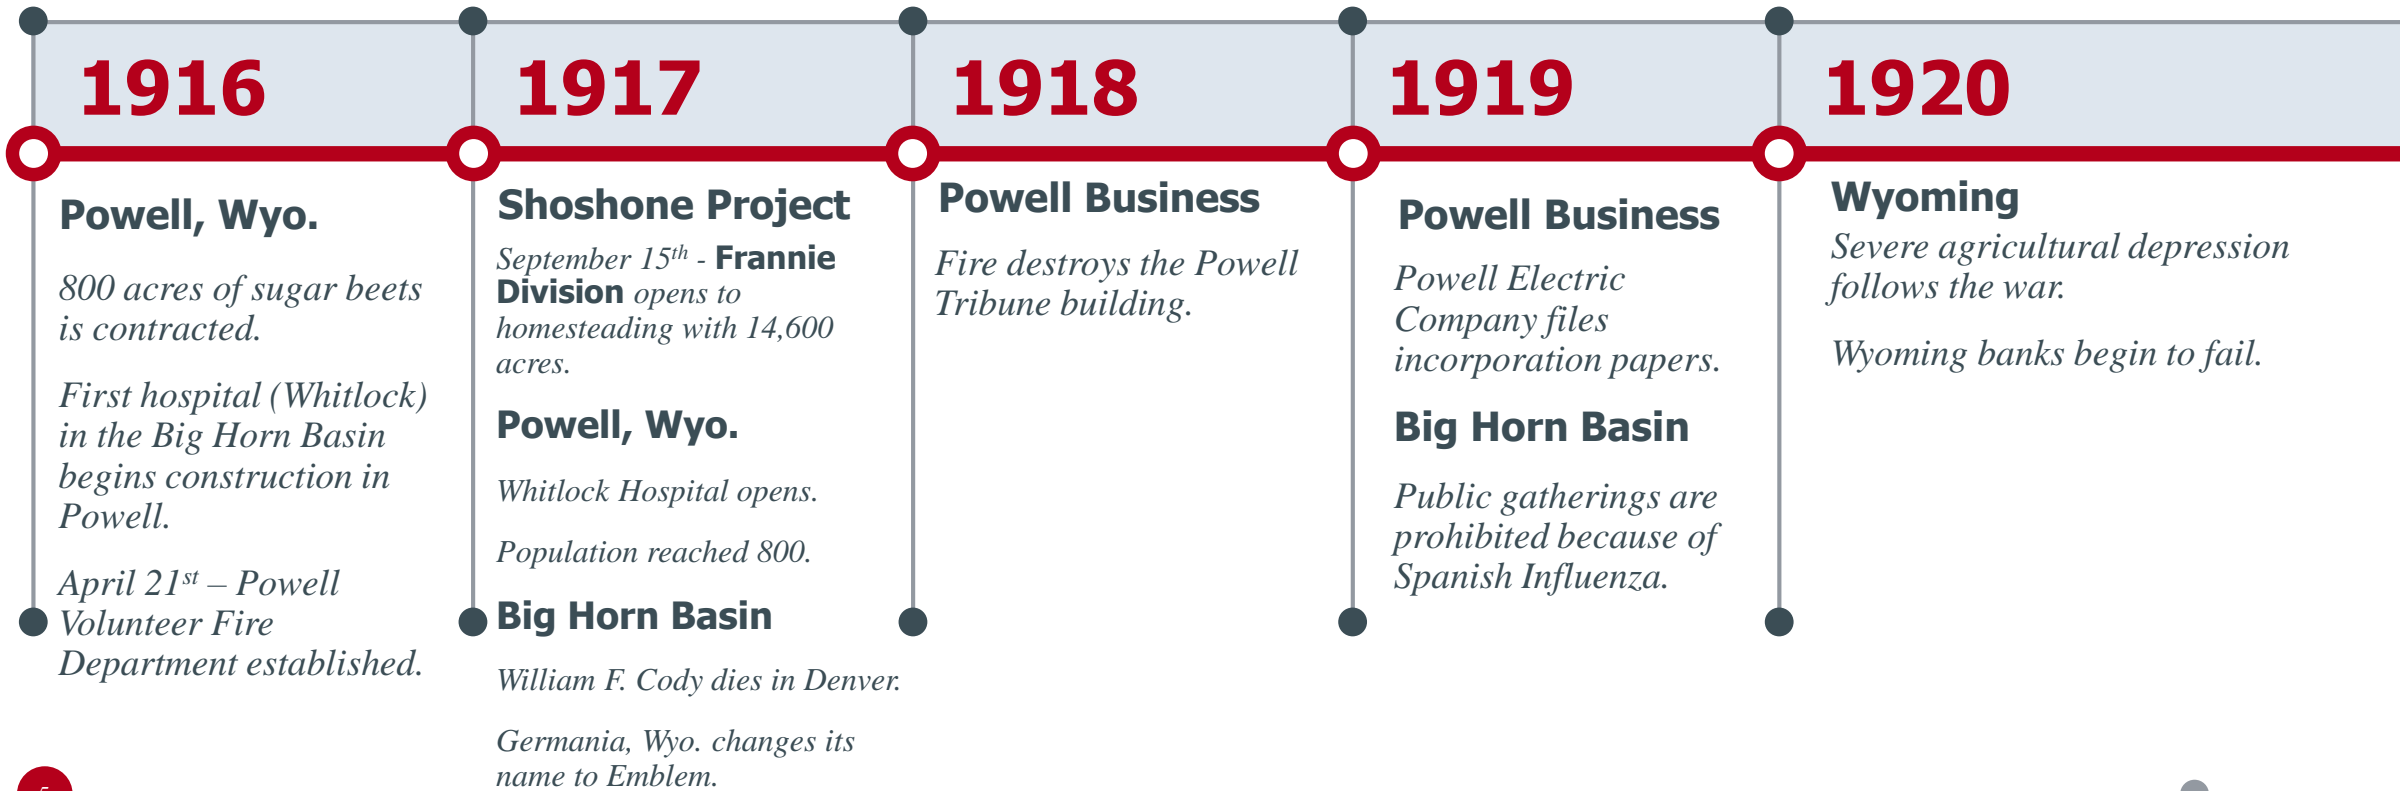 1916
Powell, Wyo.
800 acres of sugar beets
is contracted.
First hospital (Whitlock)
in the Big Horn Basin
begins construction in
Powell.
April 21st – Powell
Volunteer Fire
Department established.
1917
Shoshone Project
September 15th - Frannie
Division opens to
homesteading with 14,600
acres.
Powell, Wyo.
Whitlock Hospital opens.
Population reached 800.
Big Horn Basin
William F. Cody dies in Denver.
Germania, Wyo. changes its
name to Emblem.
1918
Powell Business
Fire destroys the Powell
Tribune building.
1919
Powell Business
Powell Electric
Company files
incorporation papers.
Big Horn Basin
Public gatherings are
prohibited because of
Spanish Influenza.
1920
Wyoming
Severe agricultural depression
follows the war.
Wyoming banks begin to fail.